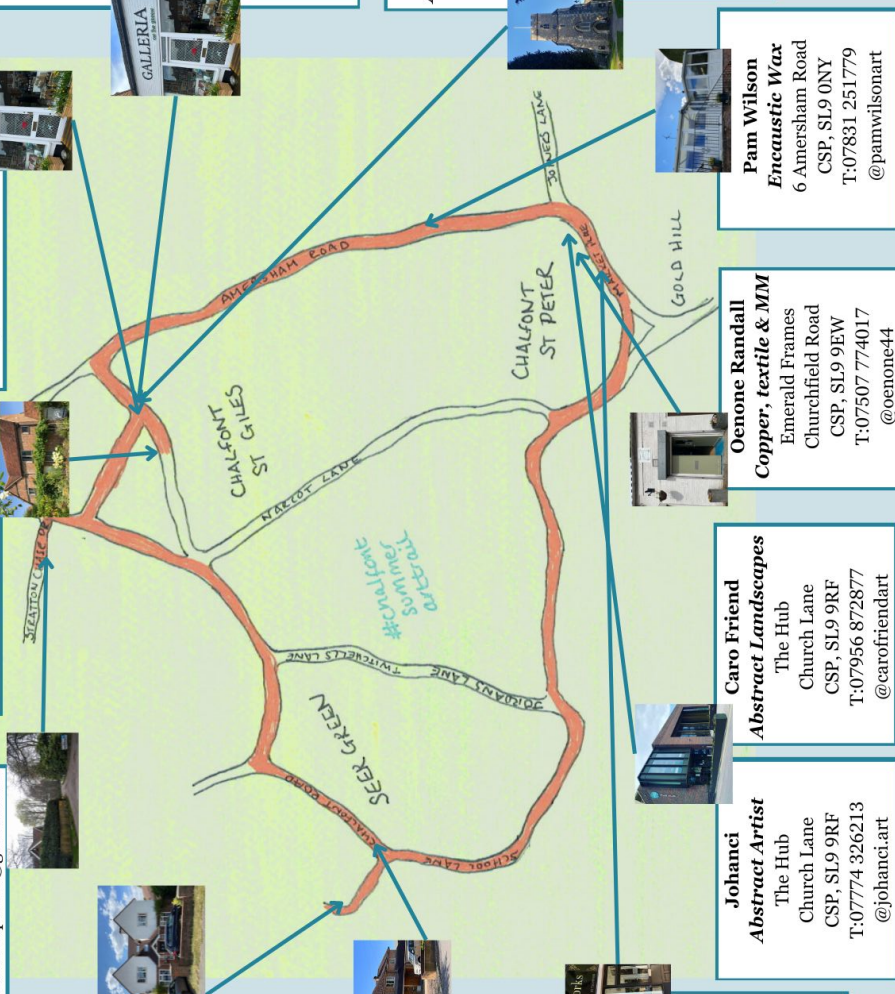 GALLERIA
on the green
STRATTON CHASE DR
AMERSHAM ROAD
JOINERS LANE
MARKET PLACE
GOLD HILL
CHALFONT
ST PETER
CHALFONT
ST GILES
NARCOT LANE
#Chalfont
summer
arttrail
TWITCHELLS LANE
JORDANS LANE
SEER GREEN
CHALFONT ROAD
SCHOOL LANE
Johanci
Abstract Artist
The Hub
Church Lane
CSP, SL9 9RF
T:07774 326213
@johanci.art
Caro Friend
Abstract Landscapes
The Hub
Church Lane
CSP, SL9 9RF
T:07956 872877
@carofriendart
Oenone Randall
Copper, textile & MM
Emerald Frames
Churchfield Road
CSP, SL9 9EW
T:07507 774017
@oenone44
Pam Wilson
Encaustic Wax
6 Amersham Road
CSP, SL9 0NY
T:07831 251779
@pamwilsonart